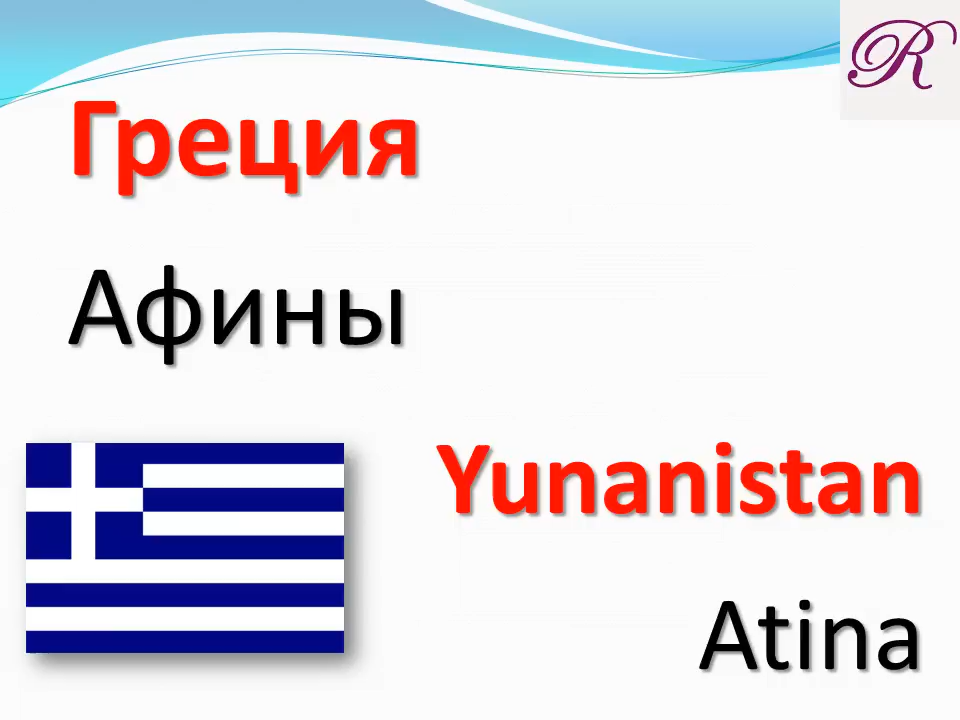 R
Греция
Афины
Yunanistan
Atina